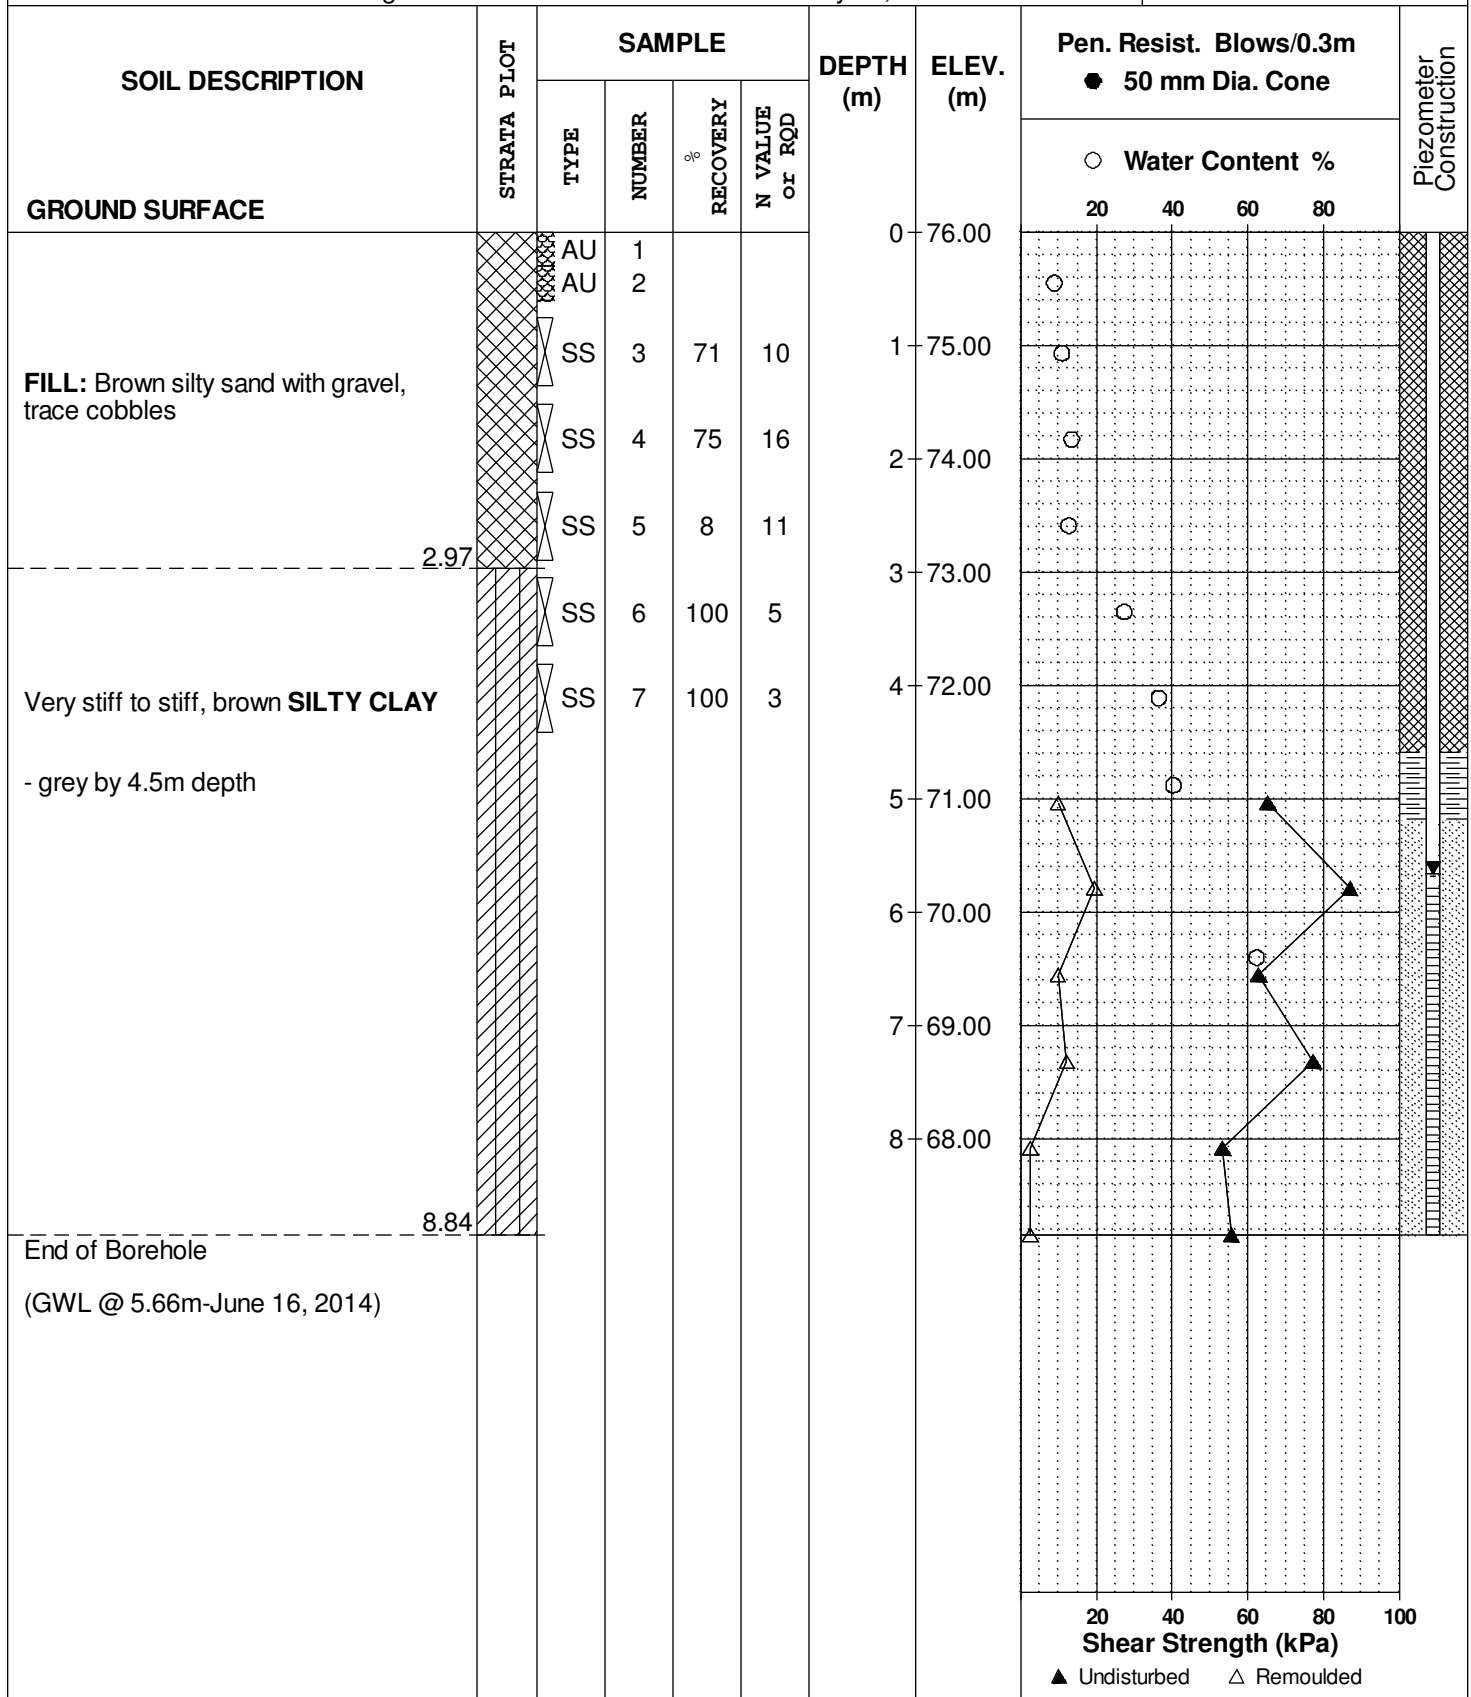 SOIL DESCRIPTION
GROUND SURFACE
STRATA PLOT
SAMPLE
TYPE
NUMBER
%
RECOVERY
N VALUE
or RQD
DEPTH
(m)
ELEV.
(m)
Pen. Resist. Blows/0.3m
● 50 mm Dia. Cone
○ Water Content %
20 40 60 80
Piezometer
Construction
0 76.00
AU 1
AU 2
SS 3 71 10
1 75.00
FILL: Brown silty sand with gravel,
trace cobbles
SS 4 75 16
2 74.00
SS 5 8 11
2.97
3 73.00
SS 6 100 5
4 72.00
Very stiff to stiff, brown SILTY CLAY
SS 7 100 3
- grey by 4.5m depth
5 71.00
6 70.00
7 69.00
8 68.00
8.84
End of Borehole
(GWL @ 5.66m-June 16, 2014)
20 40 60 80 100
Shear Strength (kPa)
▲ Undisturbed △ Remoulded